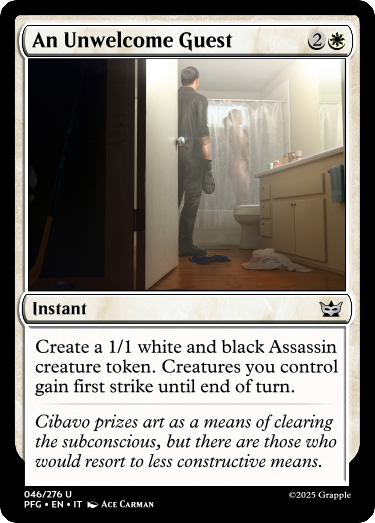 An Unwelcome Guest 2
Instant
Create a 1/1 white and black Assassin
creature token. Creatures you control
gain first strike until end of turn.
Cibavo prizes art as a means of clearing
the subconscious, but there are those who
would resort to less constructive means.
046/276 U
PFG • EN • IT Ace Carman
©2025 Grapple